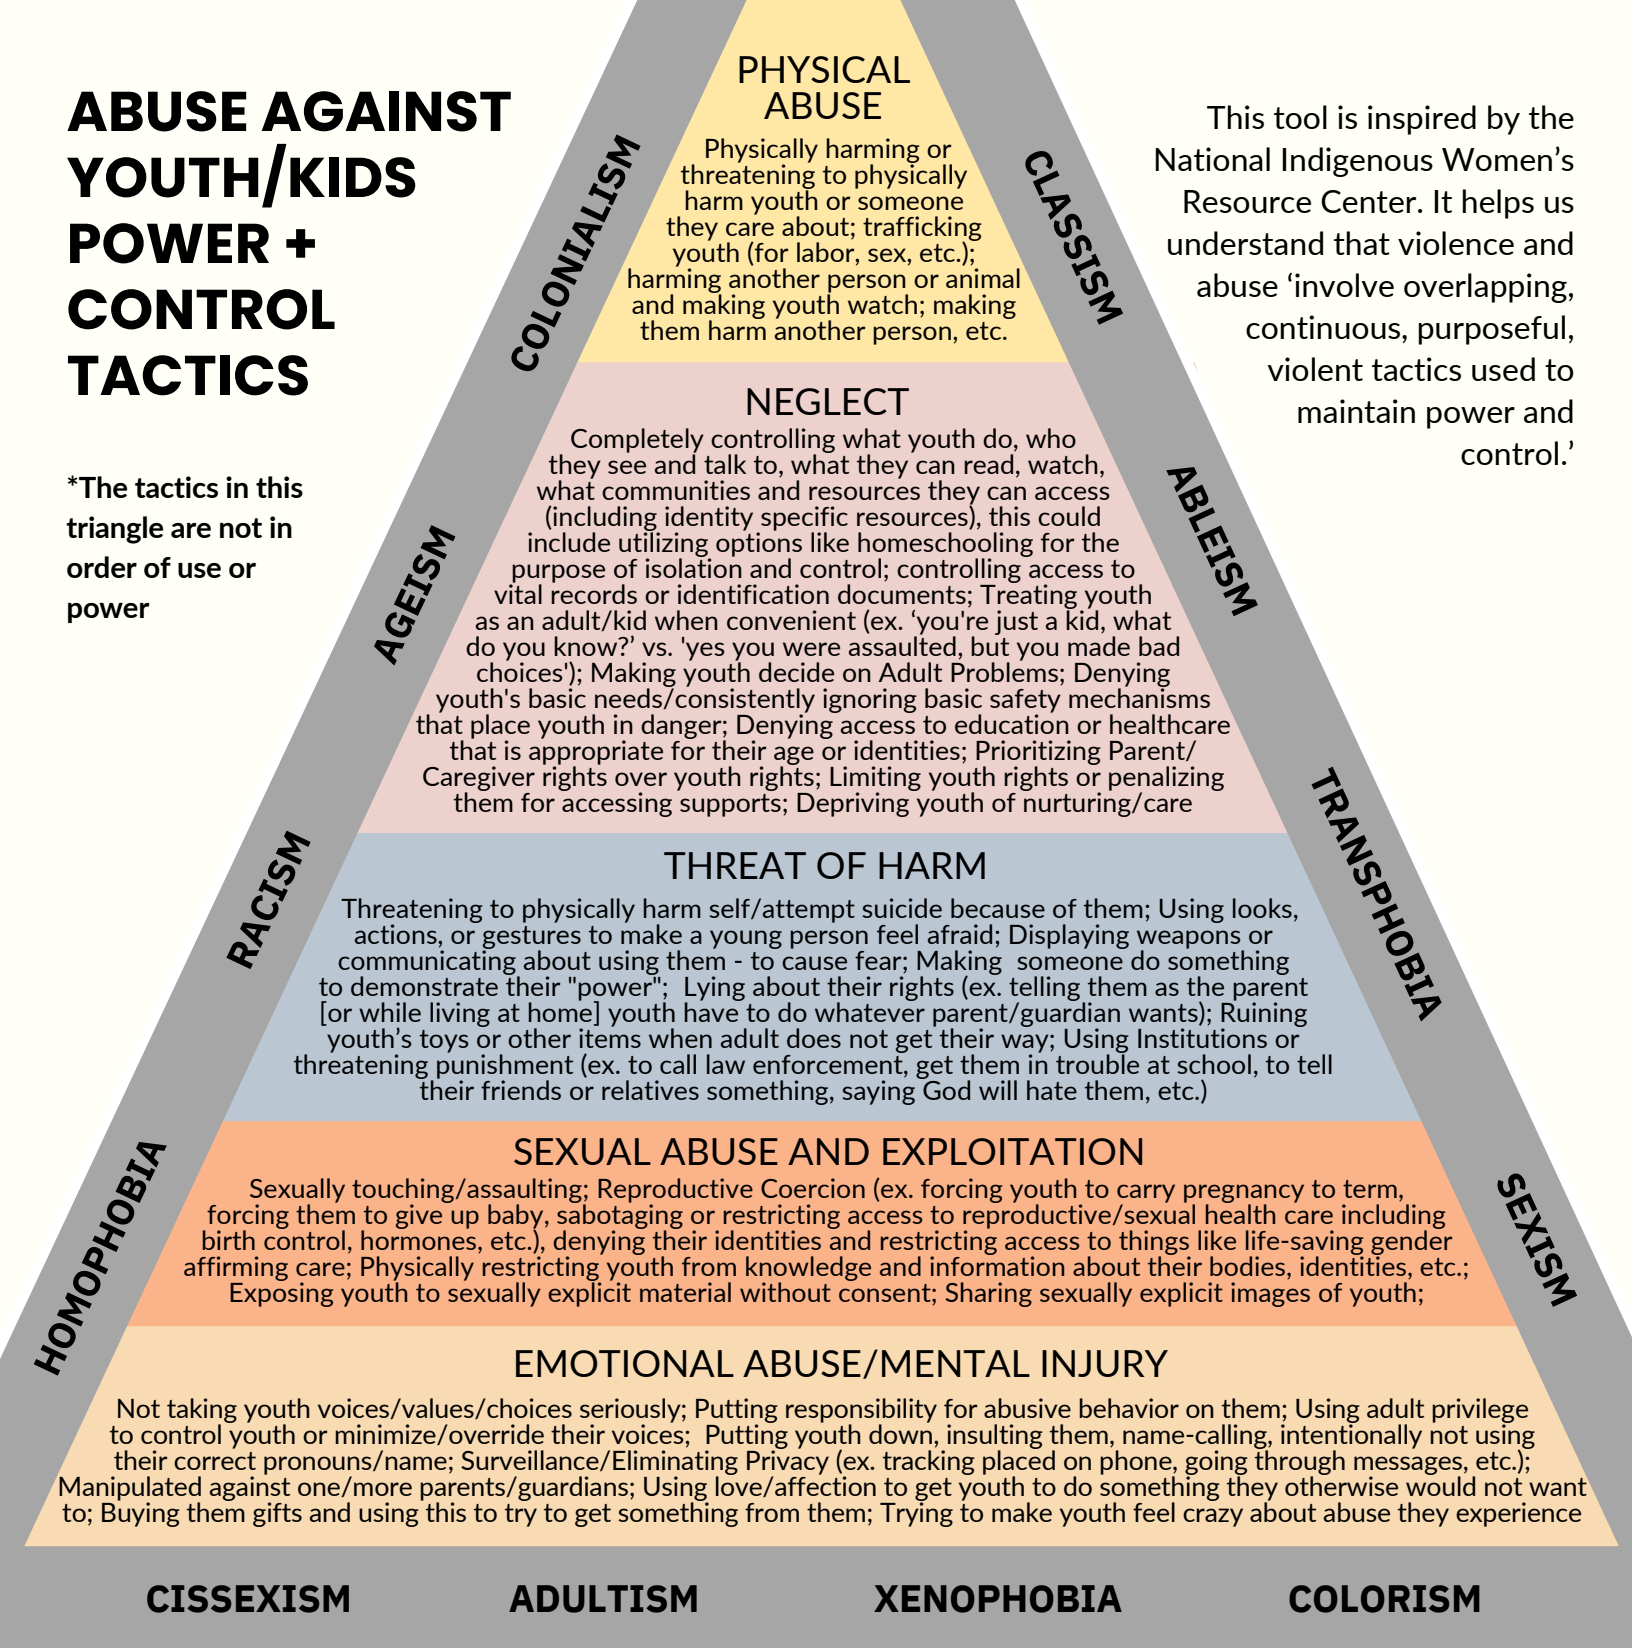 ABUSE AGAINST
YOUTH/KIDS
POWER +
CONTROL
TACTICS
*The tactics in this
triangle are not in
order of use or
power
This tool is inspired by the
National Indigenous Women’s
Resource Center. It helps us
understand that violence and
abuse ‘involve overlapping,
continuous, purposeful,
violent tactics used to
maintain power and
control.’
COLONIALISM
AGEISM
RACISM
HOMOPHOBIA
CLASSISM
ABLEISM
TRANSPHOBIA
SEXISM
PHYSICAL
ABUSE
Physically harming or
threatening to physically
harm youth or someone
they care about; trafficking
youth (for labor, sex, etc.);
harming another person or animal
and making youth watch; making
them harm another person, etc.
NEGLECT
Completely controlling what youth do, who
they see and talk to, what they can read, watch,
what communities and resources they can access
(including identity specific resources), this could
include utilizing options like homeschooling for the
purpose of isolation and control; controlling access to
vital records or identification documents; Treating youth
as an adult/kid when convenient (ex. ‘you're just a kid, what
do you know?’ vs. 'yes you were assaulted, but you made bad
choices'); Making youth decide on Adult Problems; Denying
youth's basic needs/consistently ignoring basic safety mechanisms
that place youth in danger; Denying access to education or healthcare
that is appropriate for their age or identities; Prioritizing Parent/
Caregiver rights over youth rights; Limiting youth rights or penalizing
them for accessing supports; Depriving youth of nurturing/care
THREAT OF HARM
Threatening to physically harm self/attempt suicide because of them; Using looks,
actions, or gestures to make a young person feel afraid; Displaying weapons or
communicating about using them - to cause fear; Making  someone do something
to demonstrate their "power";  Lying about their rights (ex. telling them as the parent
[or while living at home] youth have to do whatever parent/guardian wants); Ruining
youth’s toys or other items when adult does not get their way; Using Institutions or
threatening punishment (ex. to call law enforcement, get them in trouble at school, to tell
their friends or relatives something, saying God will hate them, etc.)
SEXUAL ABUSE AND EXPLOITATION
Sexually touching/assaulting; Reproductive Coercion (ex. forcing youth to carry pregnancy to term,
forcing them to give up baby, sabotaging or restricting access to reproductive/sexual health care including
birth control, hormones, etc.), denying their identities and restricting access to things like life-saving gender
affirming care; Physically restricting youth from knowledge and information about their bodies, identities, etc.;
Exposing youth to sexually explicit material without consent; Sharing sexually explicit images of youth;
EMOTIONAL ABUSE/MENTAL INJURY
Not taking youth voices/values/choices seriously; Putting responsibility for abusive behavior on them; Using adult privilege
to control youth or minimize/override their voices;  Putting youth down, insulting them, name-calling, intentionally not using
their correct pronouns/name; Surveillance/Eliminating Privacy (ex. tracking placed on phone, going through messages, etc.);
Manipulated against one/more parents/guardians; Using love/affection to get youth to do something they otherwise would not want
to; Buying them gifts and using this to try to get something from them; Trying to make youth feel crazy about abuse they experience
CISSEXISM
ADULTISM
XENOPHOBIA
COLORISM